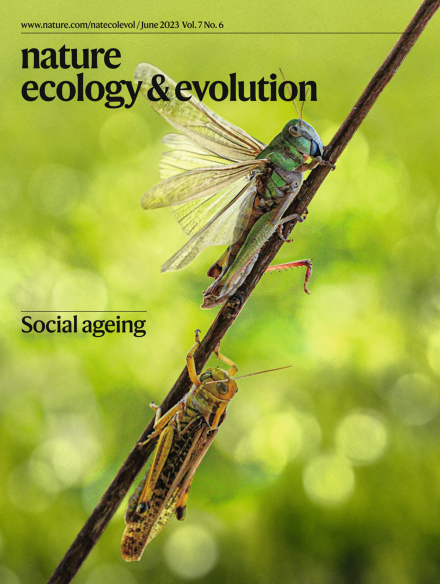 www.nature.com/natecolevol / June 2023 Vol. 7 No. 6
nature
ecology & evolution
Social ageing